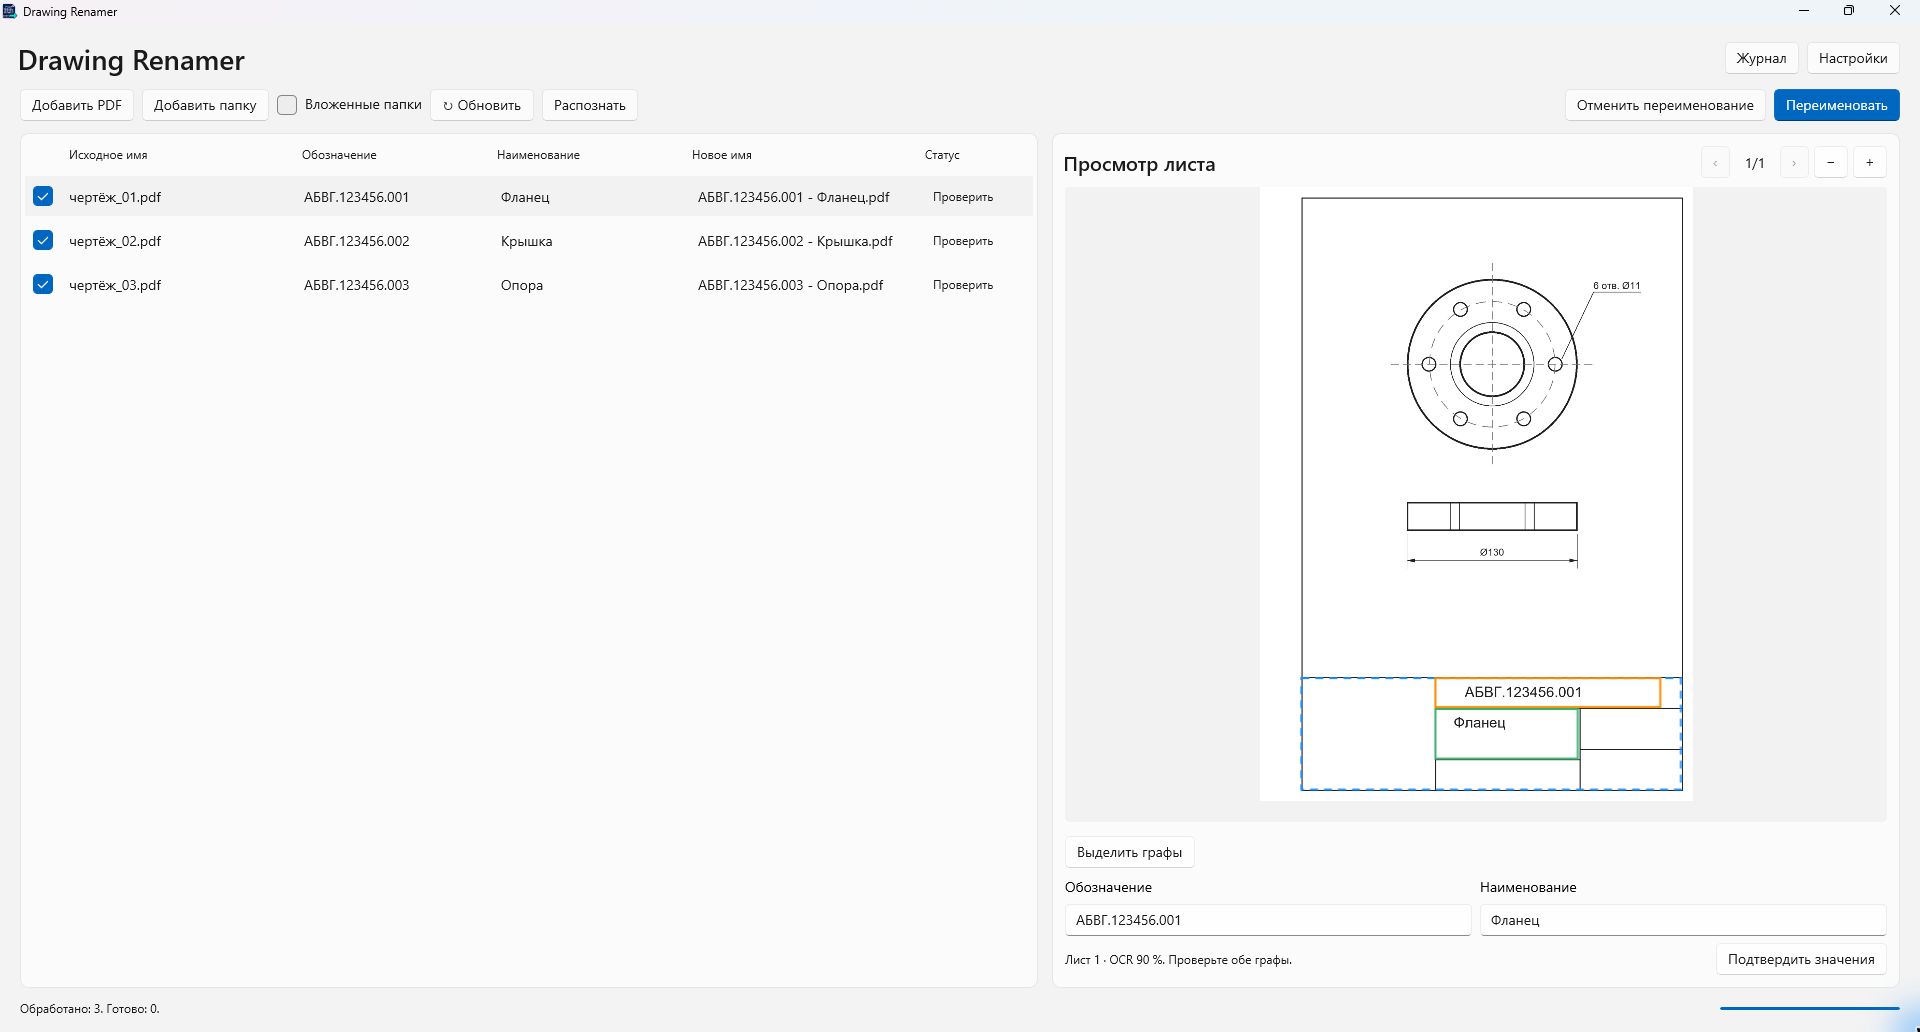 Drawing Renamer
Drawing Renamer
Журнал
Настройки
Добавить PDF
Добавить папку
Вложенные папки
↻ Обновить
Распознать
Отменить переименование
Переименовать
Исходное имя Обозначение Наименование Новое имя Статус
чертёж_01.pdf АБВГ.123456.001 Фланец АБВГ.123456.001 - Фланец.pdf Проверить
чертёж_02.pdf АБВГ.123456.002 Крышка АБВГ.123456.002 - Крышка.pdf Проверить
чертёж_03.pdf АБВГ.123456.003 Опора АБВГ.123456.003 - Опора.pdf Проверить
Просмотр листа
‹ 1/1 › − +
6 отв. Ø11
Ø130
АБВГ.123456.001
Фланец
Выделить графы
Обозначение Наименование
АБВГ.123456.001 Фланец
Лист 1 · OCR 90 %. Проверьте обе графы.
Подтвердить значения
Обработано: 3. Готово: 0.